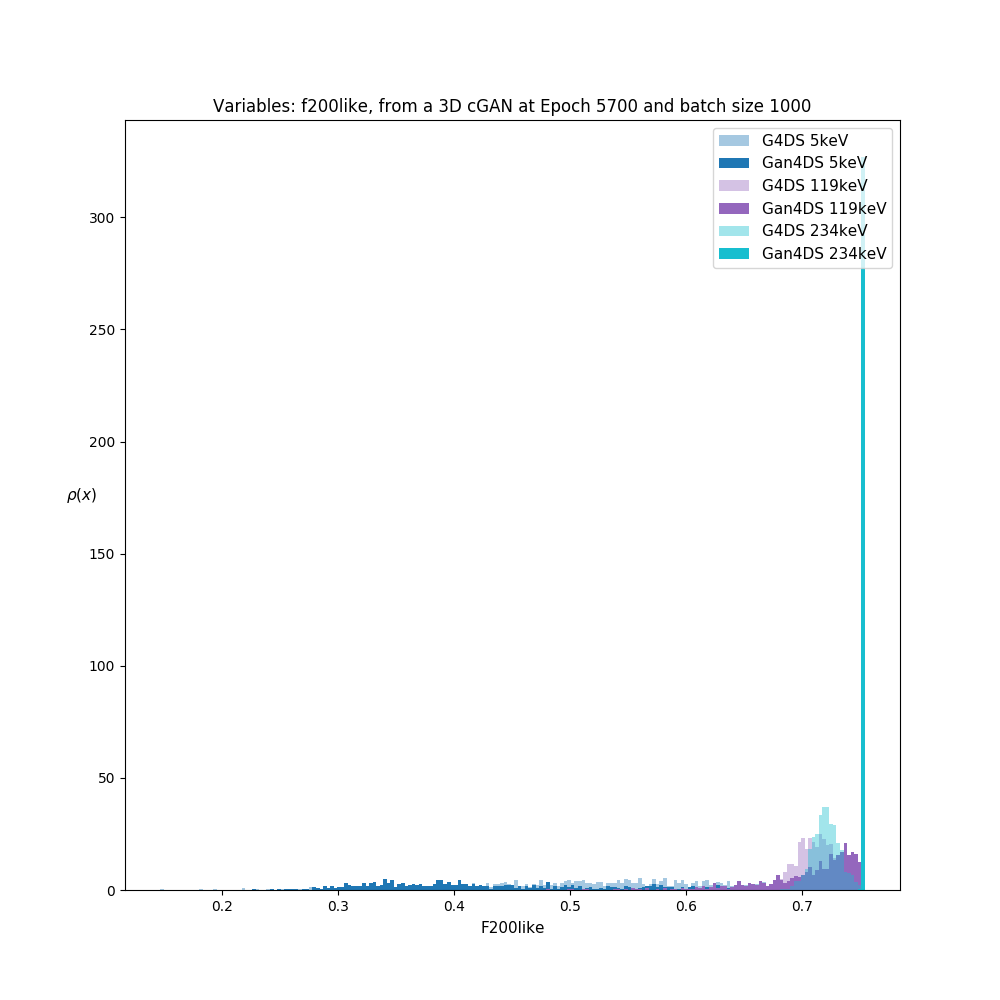 Variables: f200like, from a 3D cGAN at Epoch 5700 and batch size 1000
G4DS 5keV
Gan4DS 5keV
G4DS 119keV
Gan4DS 119keV
G4DS 234keV
Gan4DS 234keV
300
250
200
ρ(x)
150
100
50
0
0.2 0.3 0.4 0.5 0.6 0.7
F200like